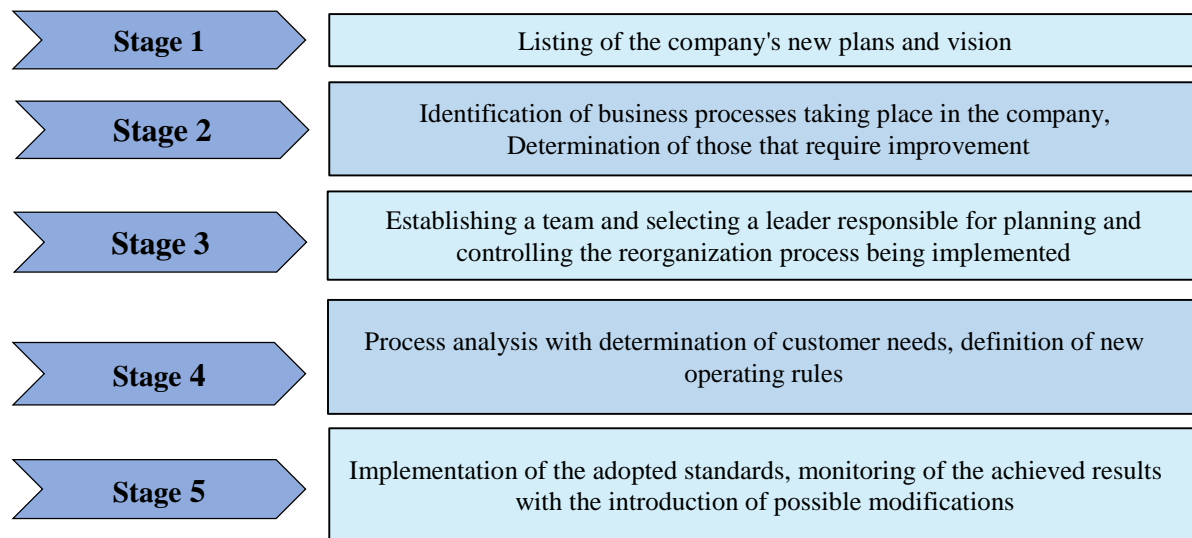 Stage 1
Listing of the company's new plans and vision
Stage 2
Identification of business processes taking place in the company,
Determination of those that require improvement
Stage 3
Establishing a team and selecting a leader responsible for planning and
controlling the reorganization process being implemented
Stage 4
Process analysis with determination of customer needs, definition of new
operating rules
Stage 5
Implementation of the adopted standards, monitoring of the achieved results
with the introduction of possible modifications